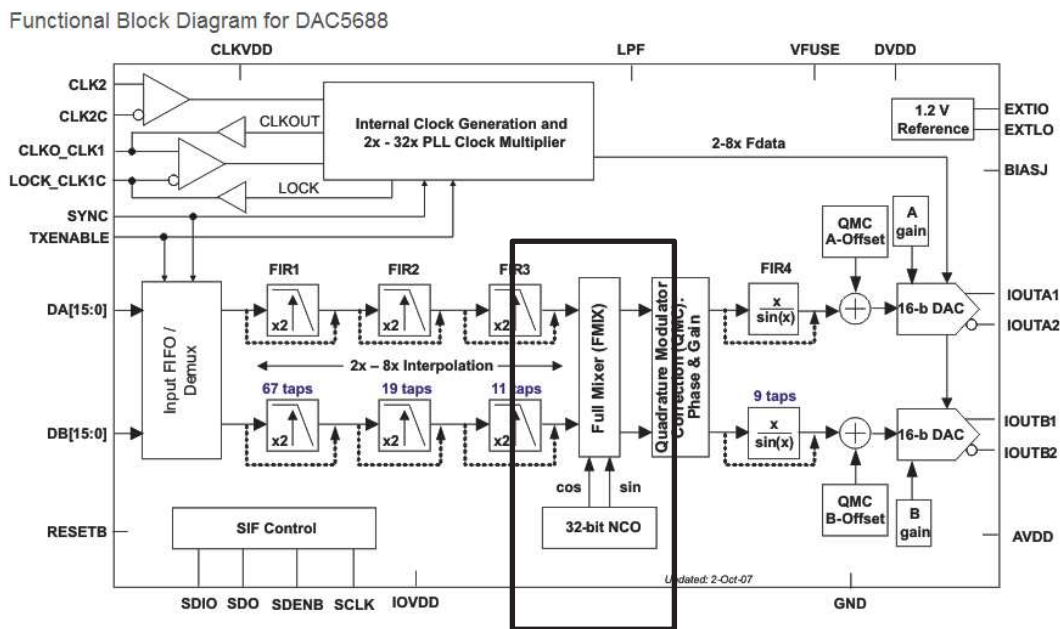 Functional Block Diagram for DAC5688
CLKVDD
LPF
VFUSE
DVDD
CLK2
CLK2C
CLKO_CLK1
LOCK_CLK1C
SYNC
TXENABLE
CLKOUT
LOCK
Internal Clock Generation and
2x - 32x PLL Clock Multiplier
2-8x Fdata
1.2 V
Reference
EXTIO
EXTLO
BIASJ
QMC
A-Offset
A
gain
FIR1
FIR2
FIR3
FIR4
DA[15:0]
x2
x2
x2
x
sin(x)
16-b DAC
IOUTA1
IOUTA2
Input FIFO /
Demux
2x – 8x Interpolation
Full Mixer (FMIX)
Quadrature Modulator
Correction (QMC).
Phase & Gain
67 taps
19 taps
11 taps
9 taps
DB[15:0]
x2
x2
x2
x
sin(x)
16-b DAC
IOUTB1
IOUTB2
cos
sin
32-bit NCO
QMC
B-Offset
B
gain
RESETB
SIF Control
AVDD
Updated: 2-Oct-07
SDIO
SDO
SDENB
SCLK
IOVDD
GND